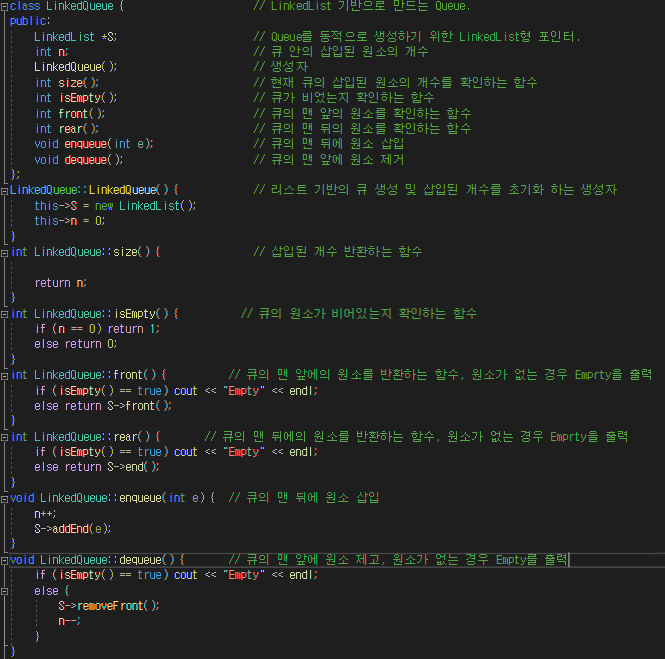 class LinkedQueue {                    // LinkedList 기반으로 만드는 Queue.
public:
    LinkedList *S;                     // Queue를 동적으로 생성하기 위한 LinkedList형 포인터.
    int n;                             // 큐 안의 삽입된 원소의 개수
    LinkedQueue();                     // 생성자
    int size();                        // 현재 큐의 삽입된 원소의 개수를 확인하는 함수
    int isEmpty();                     // 큐가 비었는지 확인하는 함수
    int front();                       // 큐의 맨 앞의 원소를 확인하는 함수
    int rear();                        // 큐의 맨 뒤의 원소를 확인하는 함수
    void enqueue(int e);               // 큐의 맨 뒤에 원소 삽입
    void dequeue();                    // 큐의 맨 앞에 원소 제거
};
LinkedQueue::LinkedQueue() {           // 리스트 기반의 큐 생성 및 삽입된 개수를 초기화 하는 생성자
    this->S = new LinkedList();
    this->n = 0;
}
int LinkedQueue::size() {              // 삽입된 개수 반환하는 함수
    return n;
}
int LinkedQueue::isEmpty() {           // 큐의 원소가 비어있는지 확인하는 함수
    if (n == 0) return 1;
    else return 0;
}
int LinkedQueue::front() {         // 큐의 맨 앞에의 원소를 반환하는 함수, 원소가 없는 경우 Emprty을 출력
    if (isEmpty() == true) cout << "Empty" << endl;
    else return S->front();
}
int LinkedQueue::rear() {      // 큐의 맨 뒤에의 원소를 반환하는 함수, 원소가 없는 경우 Emprty을 출력
    if (isEmpty() == true) cout << "Empty" << endl;
    else return S->end();
}
void LinkedQueue::enqueue(int e) {  // 큐의 맨 뒤에 원소 삽입
    n++;
    S->addEnd(e);
}
void LinkedQueue::dequeue() {       // 큐의 맨 앞에 원소 제고, 원소가 없는 경우 Empty를 출력
    if (isEmpty() == true) cout << "Empty" << endl;
    else {
        S->removeFront();
        n--;
    }
}